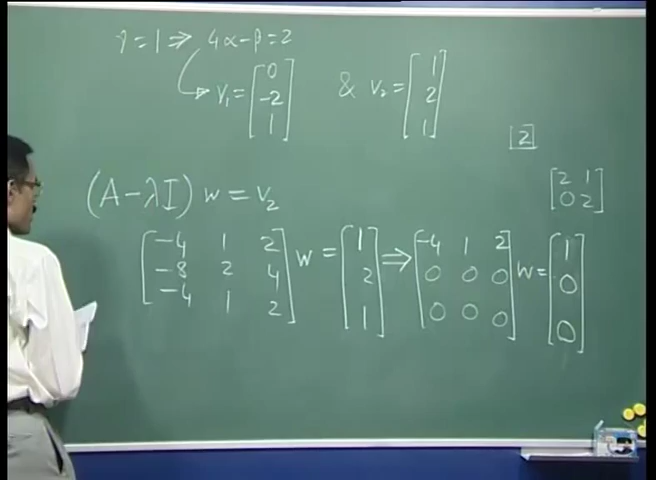 γ = 1 ⇒ 4α − β = 2
v₁ = [0; −2; 1] & v₂ = [1; 2; 1]
[2]
[2 1; 0 2]
(A − λI) w = v₂
[−4 1 2; −8 2 4; −4 1 2] w = [1; 2; 1] ⇒ [−4 1 2; 0 0 0; 0 0 0] w = [1; 0; 0]